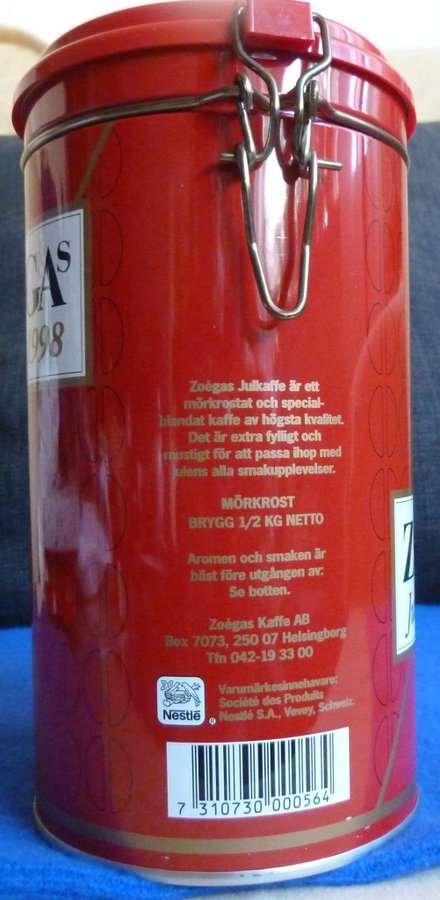 GAS
1998
Zoégas Julkaffe är ett
mörkrostat och special-
blandat kaffe av högsta kvalitet.
Det är extra fylligt och
mustigt för att passa ihop med
julens alla smakupplevelser.
MÖRKROST
BRYGG 1/2 KG NETTO
Aromen och smaken är
bäst före utgången av:
Se botten.
Zoégas Kaffe AB
Box 7073, 250 07 Helsingborg
Tfn 042-19 33 00
Nestlé ®
Varumärkesinnehavare:
Société des Produits
Nestlé S.A., Vevey, Schweiz.
7 310730 000564
Z
J